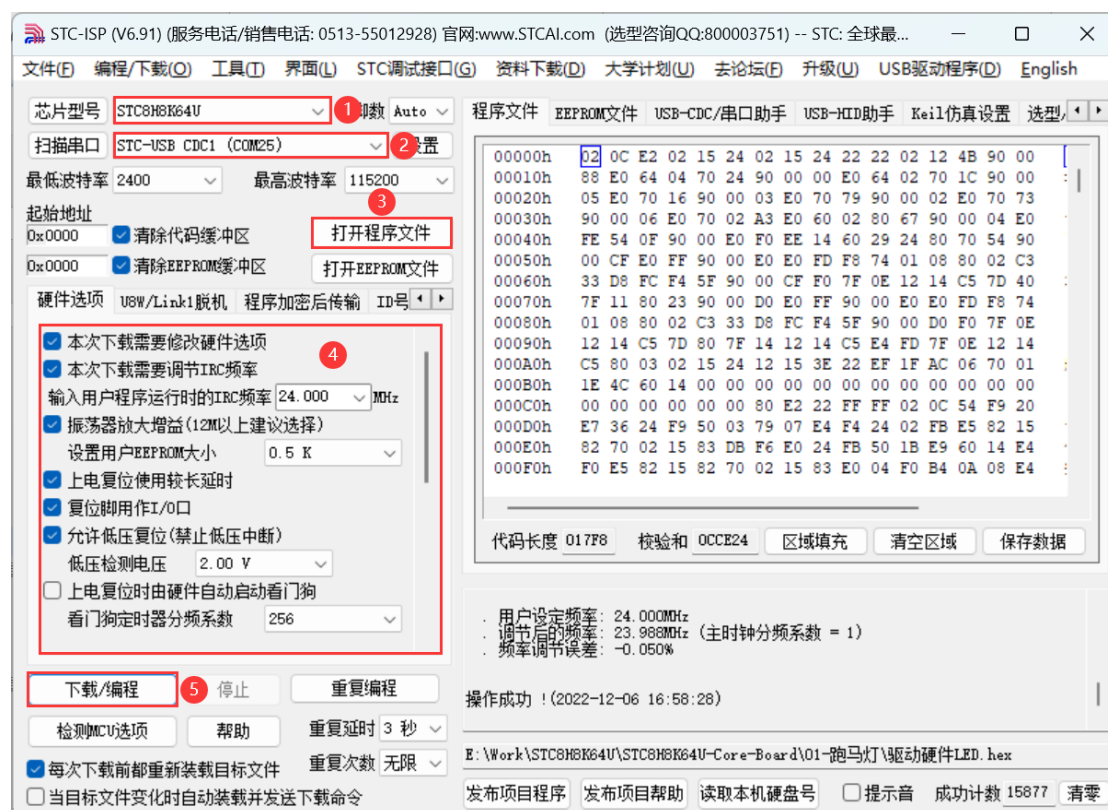 STC-ISP (V6.91) (服务电话/销售电话: 0513-55012928) 官网:www.STCAI.com (选型咨询QQ:800003751) -- STC: 全球最...
文件(F) 编程/下载(O) 工具(T) 界面(L) STC调试接口(G) 资料下载(D) 大学计划(U) 去论坛(F) 升级(U) USB驱动程序(D) English
芯片型号 STC8H8K64U 1 脚数 Auto
扫描串口 STC-USB CDC1 (COM25) 2 设置
最低波特率 2400 最高波特率 115200
3
起始地址
0x0000 清除代码缓冲区 打开程序文件
0x0000 清除EEPROM缓冲区 打开EEPROM文件
硬件选项 U8W/Link1脱机 程序加密后传输 ID号
本次下载需要修改硬件选项
4
本次下载需要调节IRC频率
输入用户程序运行时的IRC频率 24.000 MHz
振荡器放大增益(12M以上建议选择)
设置用户EEPROM大小 0.5 K
上电复位使用较长延时
复位脚用作I/O口
允许低压复位(禁止低压中断)
低压检测电压 2.00 V
上电复位时由硬件自动启动看门狗
看门狗定时器分频系数 256
下载/编程 5 停止 重复编程
检测MCU选项 帮助 重复延时 3 秒
每次下载前都重新装载目标文件 重复次数 无限
当目标文件变化时自动装载并发送下载命令
程序文件 EEPROM文件 USB-CDC/串口助手 USB-HID助手 Keil仿真设置 选型/
00000h 02 0C E2 02 15 24 02 15 24 22 22 02 12 4B 90 00
00010h 88 E0 64 04 70 24 90 00 00 E0 64 02 70 1C 90 00
00020h 05 E0 70 16 90 00 03 E0 70 79 90 00 02 E0 70 73
00030h 90 00 06 E0 70 02 A3 E0 60 02 80 67 90 00 04 E0
00040h FE 54 0F 90 00 E0 F0 EE 14 60 29 24 80 70 54 90
00050h 00 CF E0 FF 90 00 E0 E0 FD F8 74 01 08 80 02 C3
00060h 33 D8 FC F4 5F 90 00 CF F0 7F 0E 12 14 C5 7D 40
00070h 7F 11 80 23 90 00 D0 E0 FF 90 00 E0 E0 FD F8 74
00080h 01 08 80 02 C3 33 D8 FC F4 5F 90 00 D0 F0 7F 0E
00090h 12 14 C5 7D 80 7F 14 12 14 C5 E4 FD 7F 0E 12 14
000A0h C5 80 03 02 15 24 12 15 3E 22 EF 1F AC 06 70 01
000B0h 1E 4C 60 14 00 00 00 00 00 00 00 00 00 00 00 00
000C0h 00 00 00 00 00 00 80 E2 22 FF FF 02 0C 54 F9 20
000D0h E7 36 24 F9 50 03 79 07 E4 F4 24 02 FB E5 82 15
000E0h 82 70 02 15 83 DB F6 E0 24 FB 50 1B E9 60 14 E4
000F0h F0 E5 82 15 82 70 02 15 83 E0 04 F0 B4 0A 08 E4
代码长度 017F8 校验和 0CCE24 区域填充 清空区域 保存数据
. 用户设定频率: 24.000MHz
. 调节后的频率: 23.988MHz (主时钟分频系数 = 1)
. 频率调节误差: -0.050%
操作成功 !(2022-12-06 16:58:28)
E:\Work\STC8H8K64U\STC8H8K64U-Core-Board\01-跑马灯\驱动硬件LED.hex
发布项目程序 发布项目帮助 读取本机硬盘号 提示音 成功计数 15877 清零